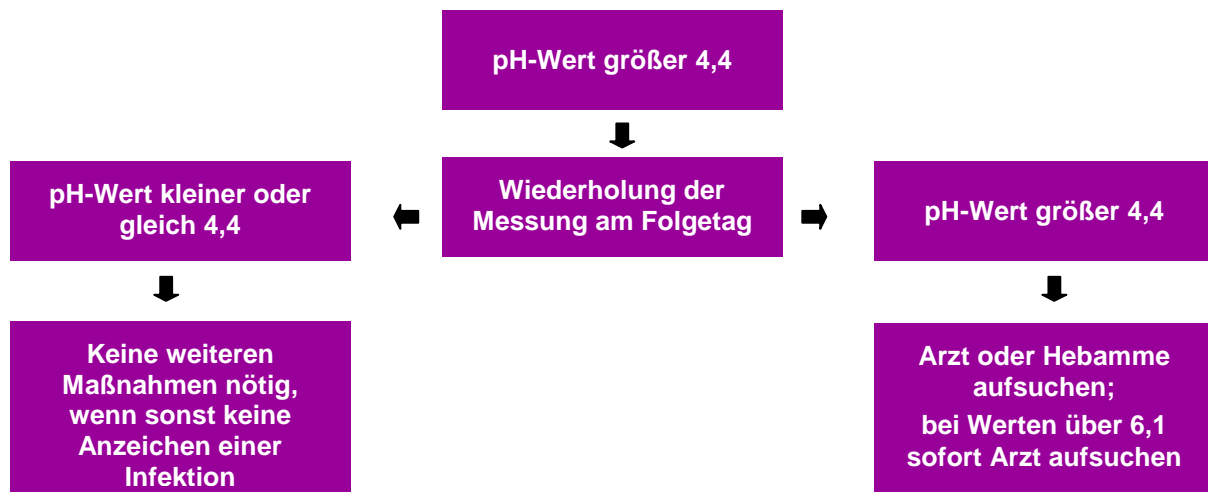 pH-Wert größer 4,4
pH-Wert kleiner oder
gleich 4,4
Wiederholung der
Messung am Folgetag
pH-Wert größer 4,4
Keine weiteren
Maßnahmen nötig,
wenn sonst keine
Anzeichen einer
Infektion
Arzt oder Hebamme
aufsuchen;
bei Werten über 6,1
sofort Arzt aufsuchen